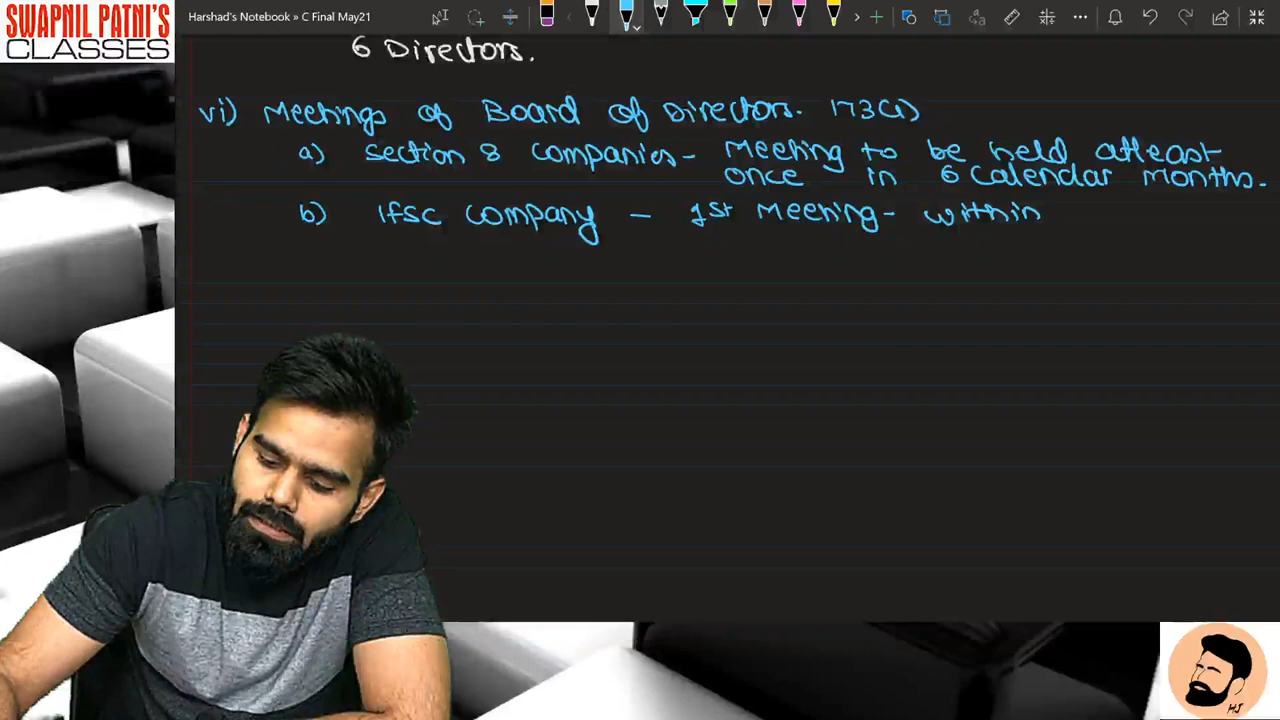 SWAPNIL PATNI'S
CLASSES
Harshad's Notebook » C Final May21
6 Directors.
vi) Meetings of Board of Directors. 173(1)
a) Section 8 companies - Meeting to be held atleast
once in 6 Calendar Months.
b) Ifsc Company - 1st Meeting - within
HJ